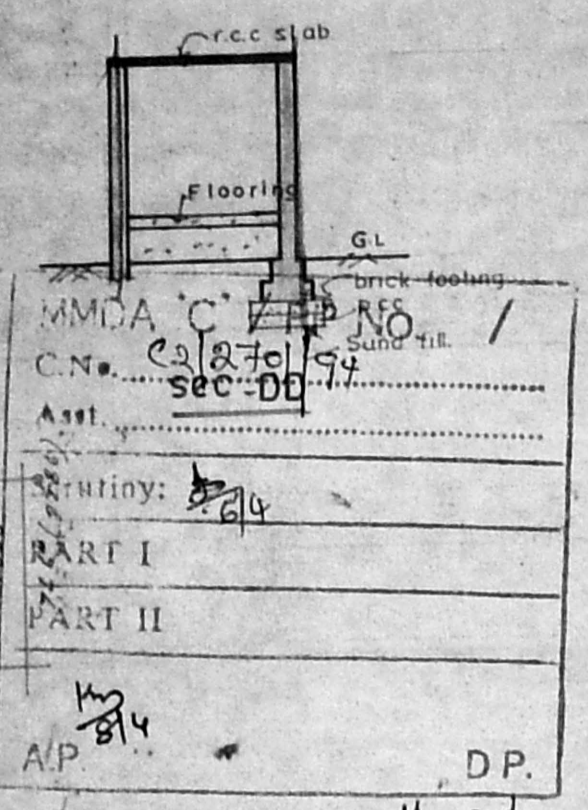 r.c.c slab
Flooring
G.L
brick footing
R.C.C
Sand fill.
MMDA "C" / P.P NO /
C.No. C2/270/94
Sec-DD
Asst.
Scrutiny: 6/4
PART I
PART II
8/4
A.P. D P.